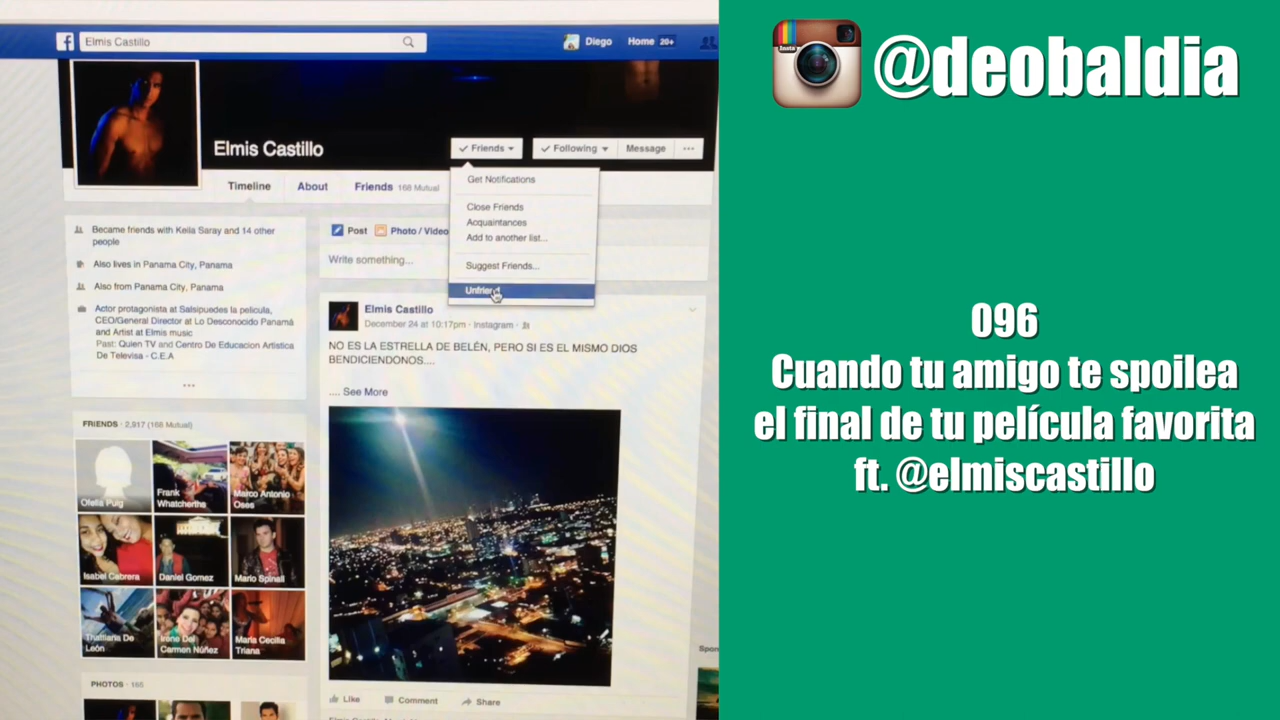 Elmis Castillo
Diego
Home 20+
Elmis Castillo
Friends
Following
Message
Timeline
About
Friends 168 Mutual
Get Notifications
Close Friends
Acquaintances
Add to another list...
Suggest Friends...
Unfriend
Became friends with Keila Saray and 14 other
people
Also lives in Panama City, Panama
Also from Panama City, Panama
Actor protagonista at Salsipuedes la pelicula,
CEO/General Director at Lo Desconocido Panamá
and Artist at Elmis music
Past: Quien TV and Centro De Educacion Artistica
De Televisa - C.E.A
...
FRIENDS · 2,917 (168 Mutual)
Ofelia Puig
Frank
Whatcherthe
Marco Antonio
Oses
Isabel Cabrera
Daniel Gomez
Mario Spinali
Thattiana De
León
Irene Del
Carmen Núñez
Maria Cecilia
Triana
PHOTOS · 165
Post
Photo / Video
Write something...
Elmis Castillo
December 24 at 10:17pm · Instagram ·
NO ES LA ESTRELLA DE BELÉN, PERO SI ES EL MISMO DIOS
BENDICIENDONOS....
.... See More
Like
Comment
Share
Insta
@deobaldia
096
Cuando tu amigo te spoilea
el final de tu película favorita
ft. @elmiscastillo